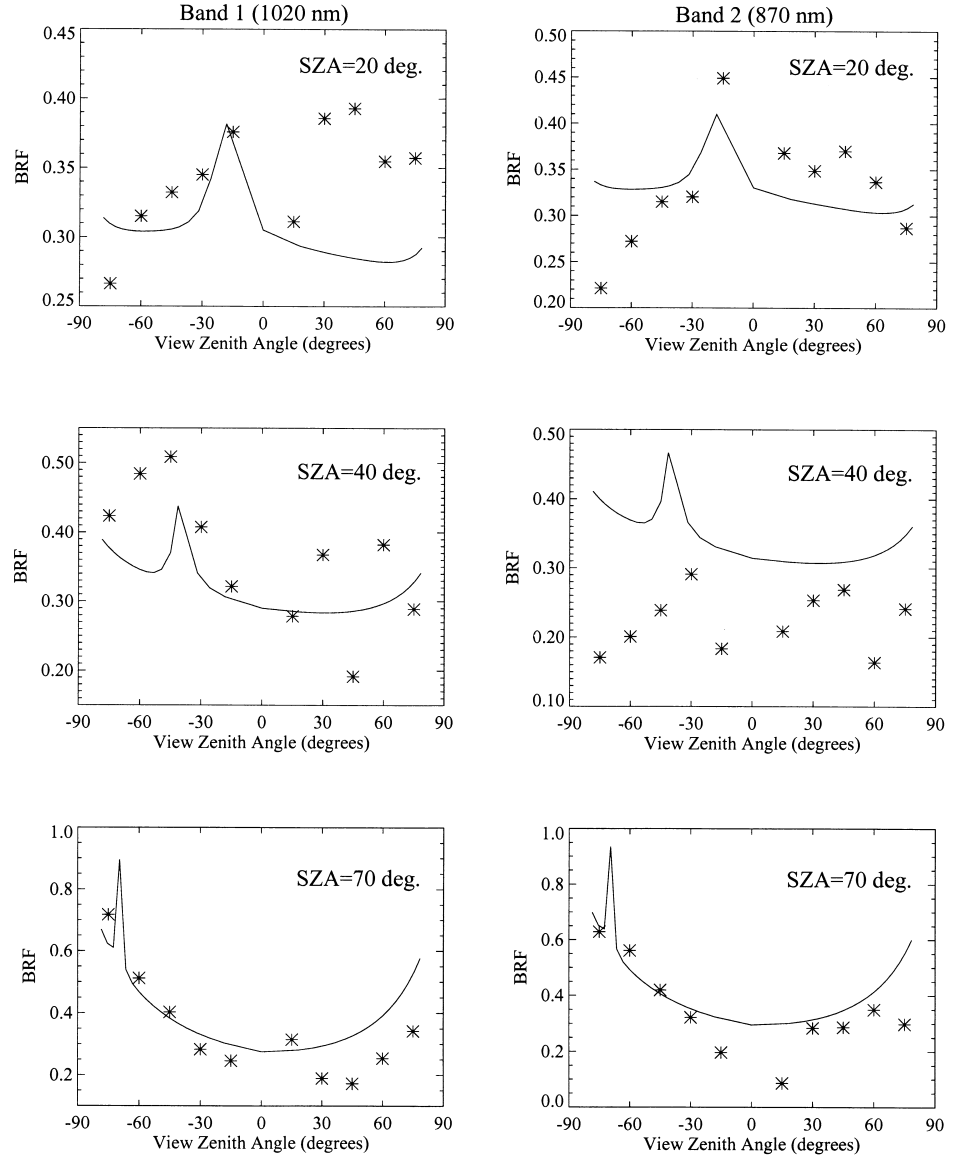 Band 1 (1020 nm)
Band 2 (870 nm)
0.45
0.40
0.35
0.30
0.25
BRF
SZA=20 deg.
-90 -60 -30 0 30 60 90
View Zenith Angle (degrees)
0.50
0.45
0.40
0.35
0.30
0.25
0.20
BRF
SZA=20 deg.
-90 -60 -30 0 30 60 90
View Zenith Angle (degrees)
0.50
0.40
0.30
0.20
BRF
SZA=40 deg.
-90 -60 -30 0 30 60 90
View Zenith Angle (degrees)
0.50
0.40
0.30
0.20
0.10
BRF
SZA=40 deg.
-90 -60 -30 0 30 60 90
View Zenith Angle (degrees)
1.0
0.8
0.6
0.4
0.2
BRF
SZA=70 deg.
-90 -60 -30 0 30 60 90
View Zenith Angle (degrees)
1.0
0.8
0.6
0.4
0.2
0.0
BRF
SZA=70 deg.
-90 -60 -30 0 30 60 90
View Zenith Angle (degrees)